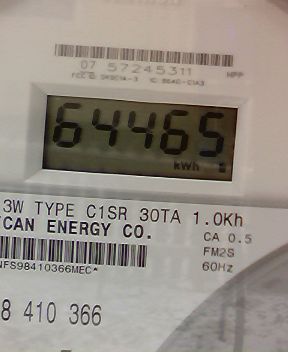 07 57245311 HPP
64465
kWh
3W TYPE C1SR 30TA 1.0Kh
CAN ENERGY CO. CA 0.5
FM2S
NFS98410366MEC* 60Hz
8 410 366